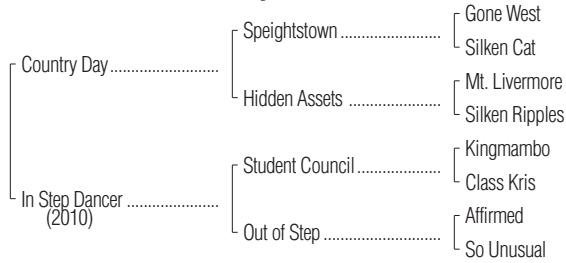 Gone West
Speightstown ....................
Silken Cat
Country Day ......................
Mt. Livermore
Hidden Assets ..................
Silken Ripples
Kingmambo
Student Council .................
Class Kris
In Step Dancer ..................
(2010)
Affirmed
Out of Step .......................
So Unusual